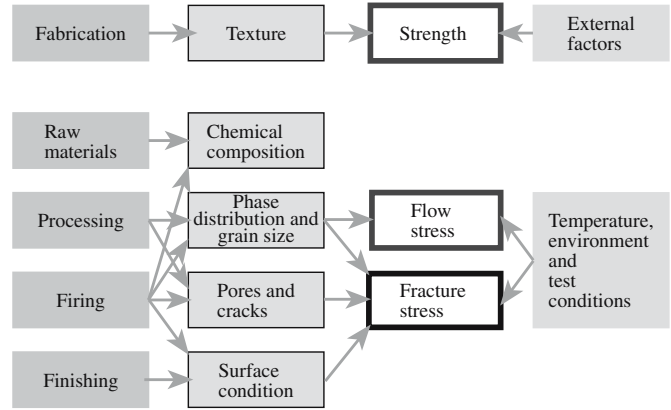 Fabrication
Texture
Strength
External
factors
Raw
materials
Chemical
composition
Processing
Phase
distribution and
grain size
Flow
stress
Temperature,
environment
and
test
conditions
Firing
Pores and
cracks
Fracture
stress
Finishing
Surface
condition